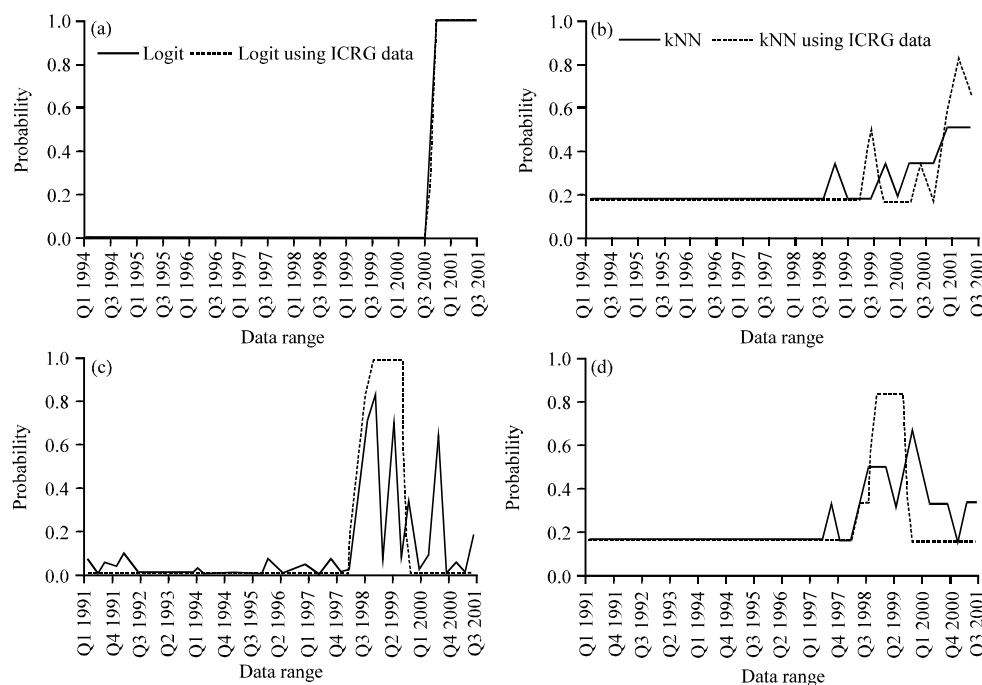 (a)
Logit
Logit using ICRG data
Probability
1.0
0.8
0.6
0.4
0.2
0.0
Q1 1994
Q3 1994
Q1 1995
Q3 1995
Q1 1996
Q3 1996
Q1 1997
Q3 1997
Q1 1998
Q3 1998
Q1 1999
Q3 1999
Q1 2000
Q3 2000
Q1 2001
Q3 2001
Data range
(b)
kNN
kNN using ICRG data
Probability
1.0
0.8
0.6
0.4
0.2
0.0
Q1 1994
Q3 1994
Q1 1995
Q3 1995
Q1 1996
Q3 1996
Q1 1997
Q3 1997
Q1 1998
Q3 1998
Q1 1999
Q3 1999
Q1 2000
Q3 2000
Q1 2001
Q3 2001
Data range
(c)
Probability
1.0
0.8
0.6
0.4
0.2
0.0
Q1 1991
Q4 1991
Q3 1992
Q2 1993
Q1 1994
Q4 1994
Q3 1995
Q2 1996
Q1 1997
Q4 1997
Q3 1998
Q2 1999
Q1 2000
Q4 2000
Q3 2001
Data range
(d)
Probability
1.0
0.8
0.6
0.4
0.2
0.0
Q1 1991
Q4 1991
Q3 1992
Q2 1993
Q1 1994
Q4 1994
Q3 1995
Q2 1996
Q1 1997
Q4 1997
Q3 1998
Q2 1999
Q1 2000
Q4 2000
Q3 2001
Data range